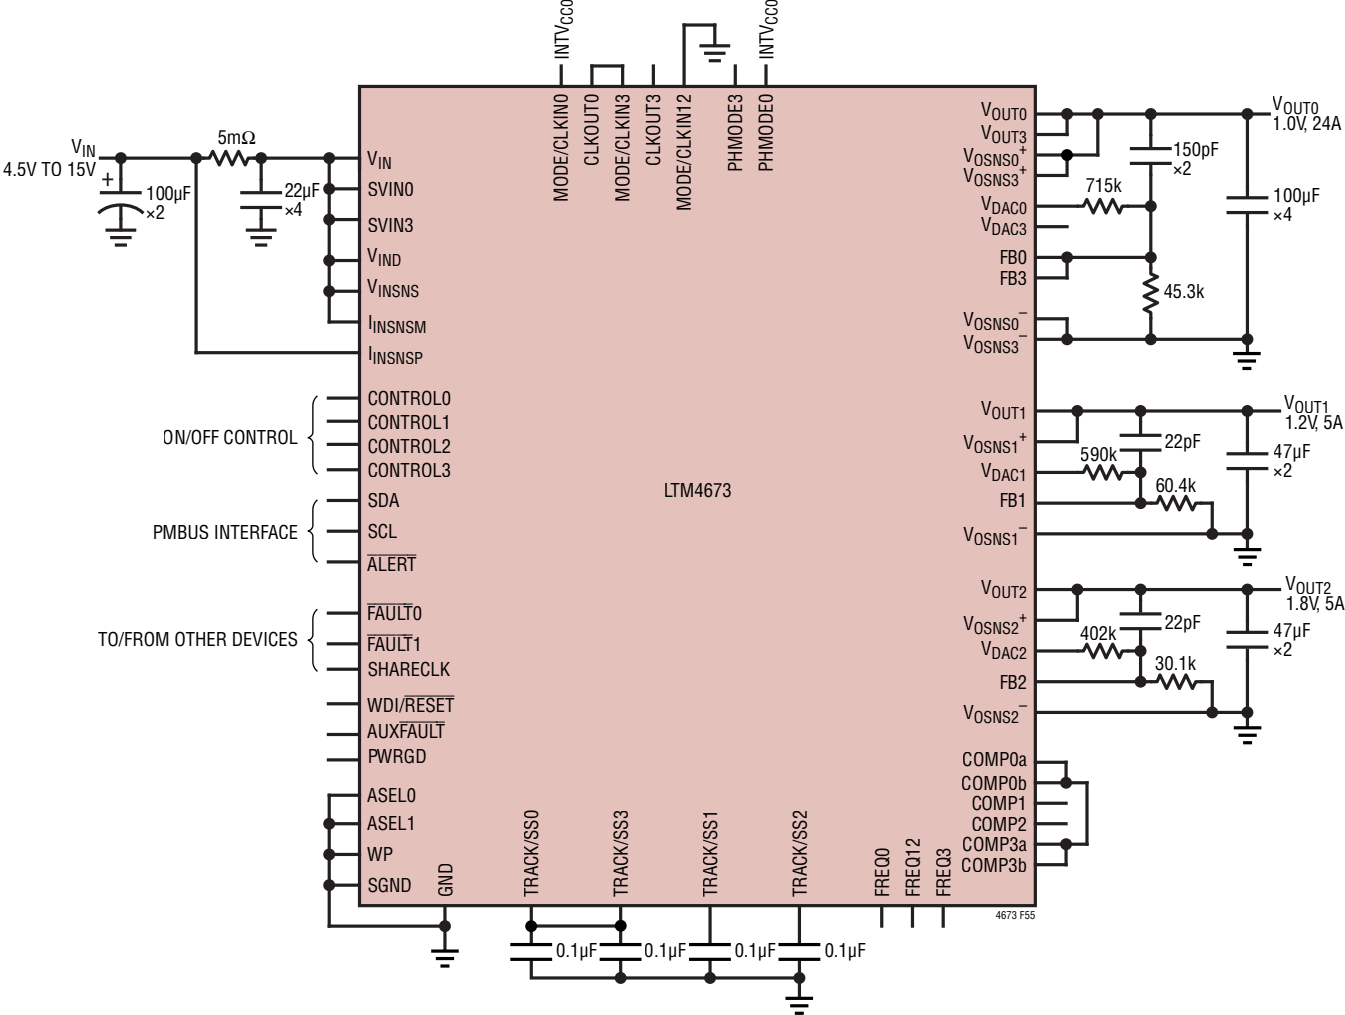 INTVCC0
INTVCC0
MODE/CLKIN0
CLKOUT0
MODE/CLKIN3
CLKOUT3
MODE/CLKIN12
PHMODE3
PHMODE0
VIN
4.5V TO 15V
+
100µF
×2
5mΩ
22µF
×4
VIN
SVIN0
SVIN3
VIND
VINSNS
IINSNSM
IINSNSP
ON/OFF CONTROL
CONTROL0
CONTROL1
CONTROL2
CONTROL3
PMBUS INTERFACE
SDA
SCL
ALERT
TO/FROM OTHER DEVICES
FAULT0
FAULT1
SHARECLK
WDI/RESET
AUXFAULT
PWRGD
ASEL0
ASEL1
WP
SGND
GND
TRACK/SS0
TRACK/SS3
TRACK/SS1
TRACK/SS2
FREQ0
FREQ12
FREQ3
0.1µF
0.1µF
0.1µF
0.1µF
LTM4673
VOUT0
VOUT3
VOSNS0+
VOSNS3+
VDAC0
VDAC3
FB0
FB3
VOSNS0–
VOSNS3–
715k
150pF
×2
45.3k
100µF
×4
VOUT0
1.0V, 24A
VOUT1
VOSNS1+
VDAC1
FB1
VOSNS1–
590k
22pF
60.4k
47µF
×2
VOUT1
1.2V, 5A
VOUT2
VOSNS2+
VDAC2
FB2
VOSNS2–
402k
22pF
30.1k
47µF
×2
VOUT2
1.8V, 5A
COMP0a
COMP0b
COMP1
COMP2
COMP3a
COMP3b
4673 F55